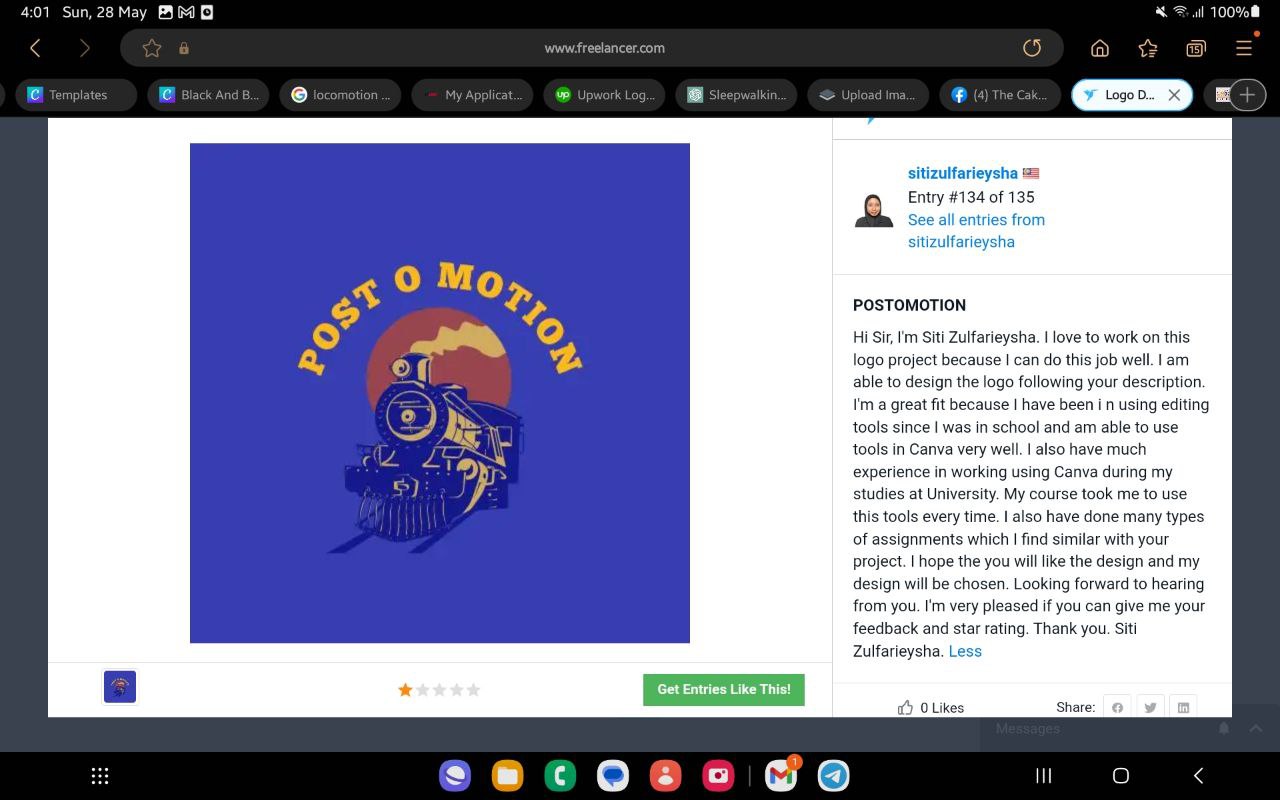 4:01 Sun, 28 May
100%
www.freelancer.com
15
Templates
Black And B...
locomotion ...
My Applicat...
up
Upwork Log...
Sleepwalkin...
Upload Ima...
(4) The Cak...
Logo D...
POST O MOTION
sitizulfarieysha
Entry #134 of 135
See all entries from
sitizulfarieysha
POSTOMOTION
Hi Sir, I'm Siti Zulfarieysha. I love to work on this
logo project because I can do this job well. I am
able to design the logo following your description.
I'm a great fit because I have been i n using editing
tools since I was in school and am able to use
tools in Canva very well. I also have much
experience in working using Canva during my
studies at University. My course took me to use
this tools every time. I also have done many types
of assignments which I find similar with your
project. I hope the you will like the design and my
design will be chosen. Looking forward to hearing
from you. I'm very pleased if you can give me your
feedback and star rating. Thank you. Siti
Zulfarieysha. Less
Get Entries Like This!
0 Likes
Share:
Messages
1